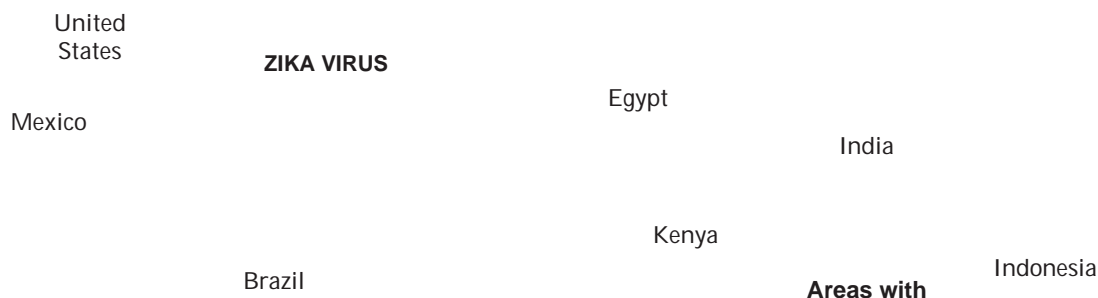 United
States
ZIKA VIRUS
Egypt
Mexico
India
Kenya
Indonesia
Brazil
Areas with